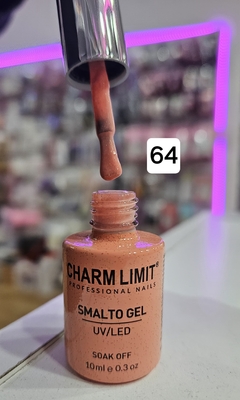 64
CHARM LIMIT®
PROFESSIONAL NAILS
SMALTO GEL
UV/LED
SOAK OFF
10ml e 0.3 oz